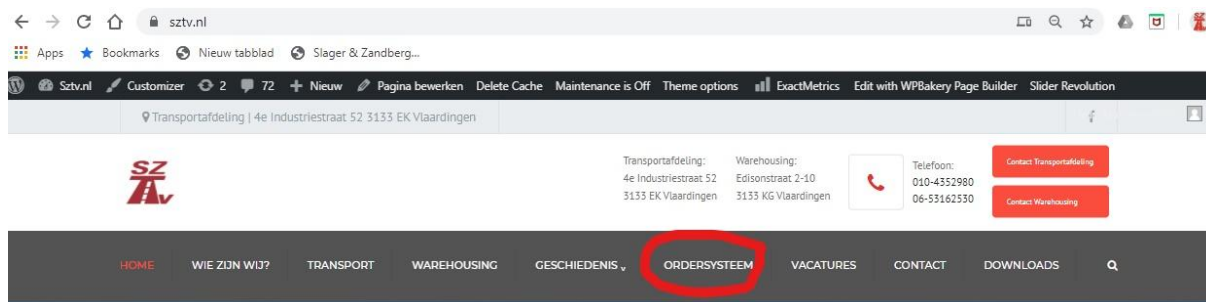 sztv.nl
Apps Bookmarks Nieuw tabblad Slager & Zandberg...
Sztv.nl Customizer 2 72 Nieuw Pagina bewerken Delete Cache Maintenance is Off Theme options ExactMetrics Edit with WPBakery Page Builder Slider Revolution
Transportafdeling | 4e Industriestraat 52 3133 EK Vlaardingen
SZ
TV
Transportafdeling:
4e Industriestraat 52
3133 EK Vlaardingen
Warehousing:
Edisonstraat 2-10
3133 KG Vlaardingen
Telefoon:
010-4352980
06-53162530
Contact Transportafdeling
Contact Warehousing
HOME WIE ZIJN WIJ? TRANSPORT WAREHOUSING GESCHIEDENIS ORDERSYSTEEM VACATURES CONTACT DOWNLOADS